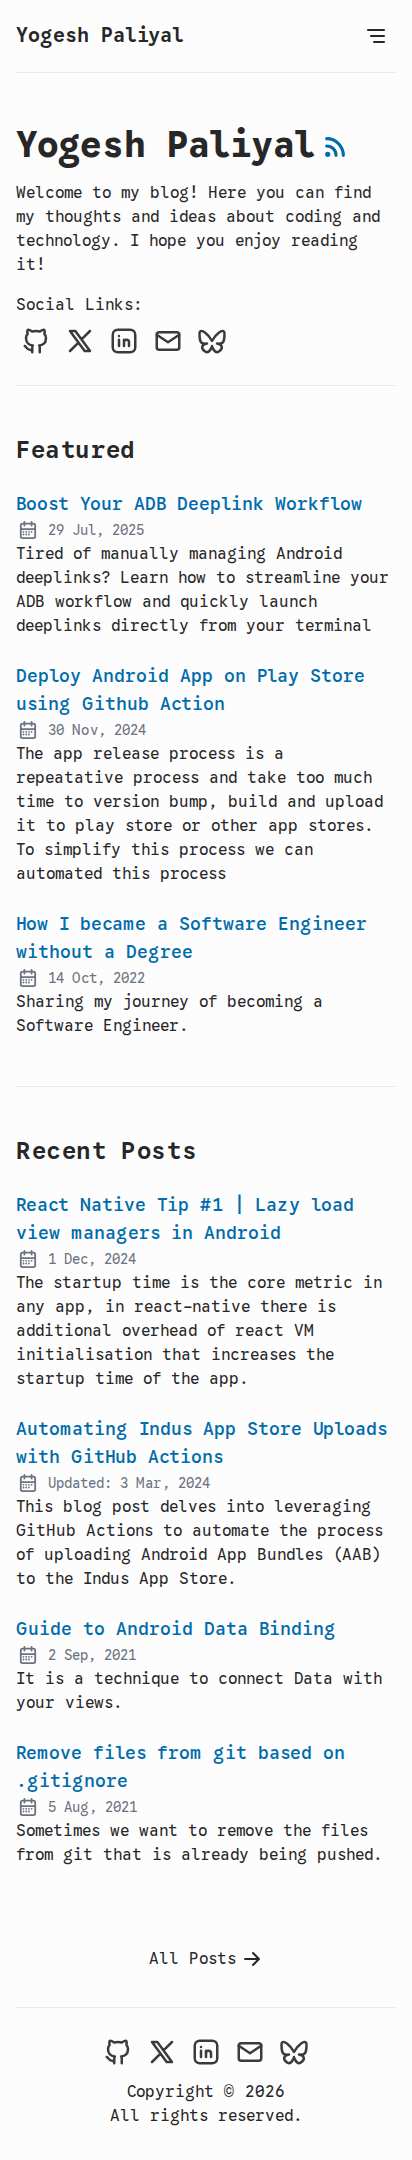 Yogesh Paliyal
Yogesh Paliyal
Welcome to my blog! Here you can find
my thoughts and ideas about coding and
technology. I hope you enjoy reading
it!
Social Links:
Featured
Boost Your ADB Deeplink Workflow
29 Jul, 2025
Tired of manually managing Android
deeplinks? Learn how to streamline your
ADB workflow and quickly launch
deeplinks directly from your terminal
Deploy Android App on Play Store
using Github Action
30 Nov, 2024
The app release process is a
repeatative process and take too much
time to version bump, build and upload
it to play store or other app stores.
To simplify this process we can
automated this process
How I became a Software Engineer
without a Degree
14 Oct, 2022
Sharing my journey of becoming a
Software Engineer.
Recent Posts
React Native Tip #1 | Lazy load
view managers in Android
1 Dec, 2024
The startup time is the core metric in
any app, in react-native there is
additional overhead of react VM
initialisation that increases the
startup time of the app.
Automating Indus App Store Uploads
with GitHub Actions
Updated: 3 Mar, 2024
This blog post delves into leveraging
GitHub Actions to automate the process
of uploading Android App Bundles (AAB)
to the Indus App Store.
Guide to Android Data Binding
2 Sep, 2021
It is a technique to connect Data with
your views.
Remove files from git based on
.gitignore
5 Aug, 2021
Sometimes we want to remove the files
from git that is already being pushed.
All Posts
Copyright © 2026
All rights reserved.